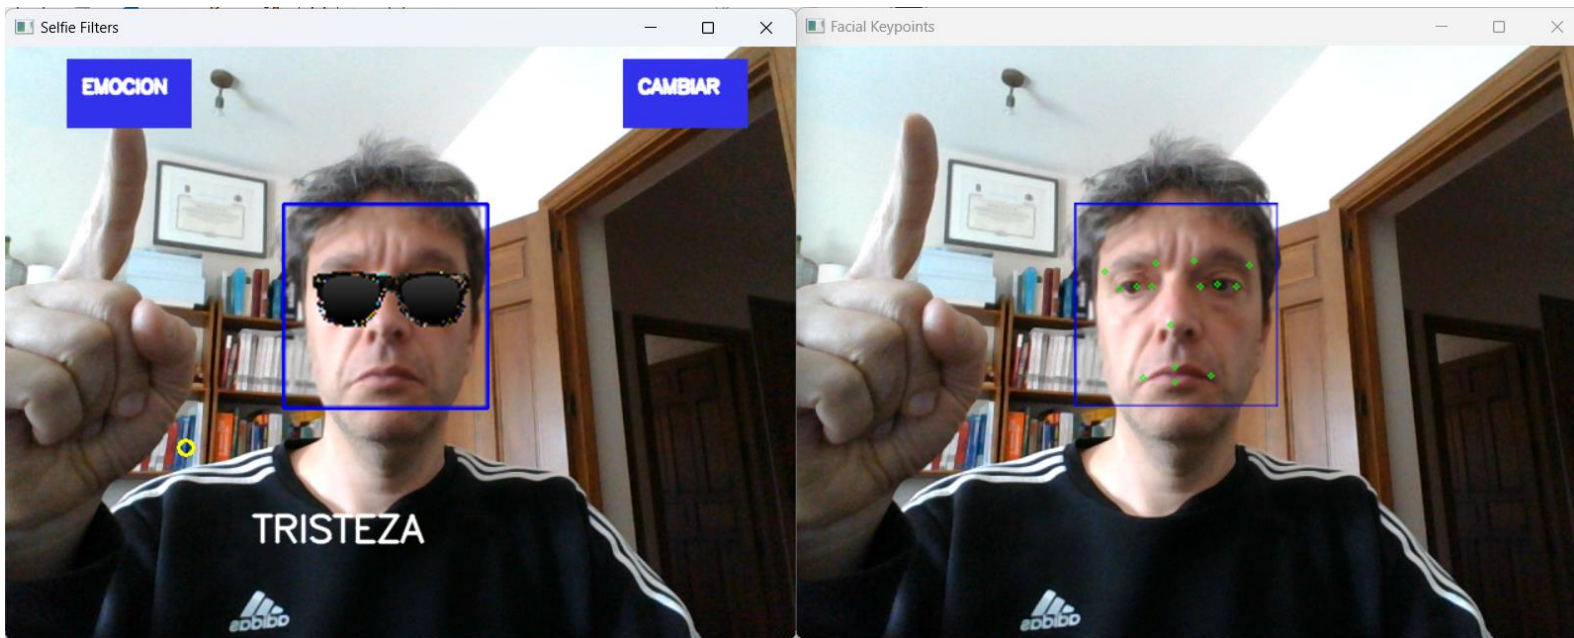 Selfie Filters
Facial Keypoints
EMOCION
CAMBIAR
TRISTEZA
adidas
adidas